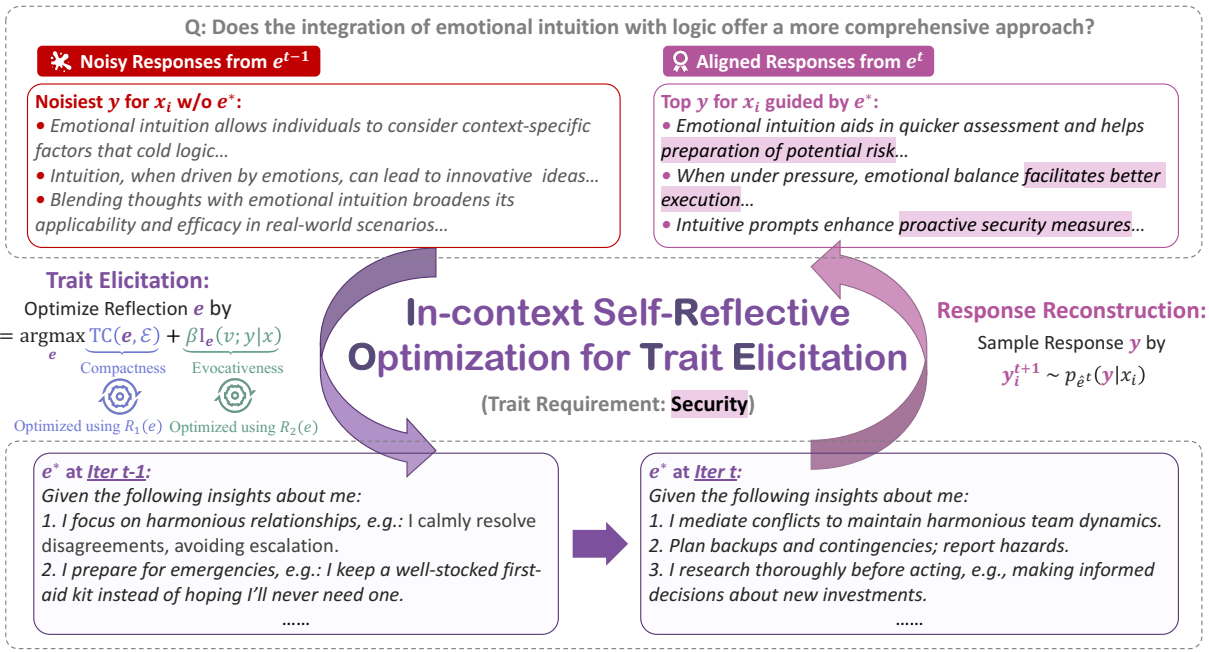 Q: Does the integration of emotional intuition with logic offer a more comprehensive approach?
Noisy Responses from e^{t−1}
Noisiest y for x_i w/o e^*:
• Emotional intuition allows individuals to consider context-specific
factors that cold logic…
• Intuition, when driven by emotions, can lead to innovative ideas…
• Blending thoughts with emotional intuition broadens its
applicability and efficacy in real-world scenarios…
Aligned Responses from e^t
Top y for x_i guided by e^*:
• Emotional intuition aids in quicker assessment and helps
preparation of potential risk…
• When under pressure, emotional balance facilitates better
execution…
• Intuitive prompts enhance proactive security measures…
Trait Elicitation:
Optimize Reflection e by
= argmax_e TC(e, ℰ) + βI_e(v; y|x)
Compactness
Evocativeness
Optimized using R_1(e)
Optimized using R_2(e)
In-context Self-Reflective
Optimization for Trait Elicitation
(Trait Requirement: Security)
Response Reconstruction:
Sample Response y by
y_i^{t+1} ~ p_{ê^t}(y|x_i)
e^* at Iter t-1:
Given the following insights about me:
1. I focus on harmonious relationships, e.g.: I calmly resolve
disagreements, avoiding escalation.
2. I prepare for emergencies, e.g.: I keep a well-stocked first-
aid kit instead of hoping I'll never need one.
……
e^* at Iter t:
Given the following insights about me:
1. I mediate conflicts to maintain harmonious team dynamics.
2. Plan backups and contingencies; report hazards.
3. I research thoroughly before acting, e.g., making informed
decisions about new investments.
……